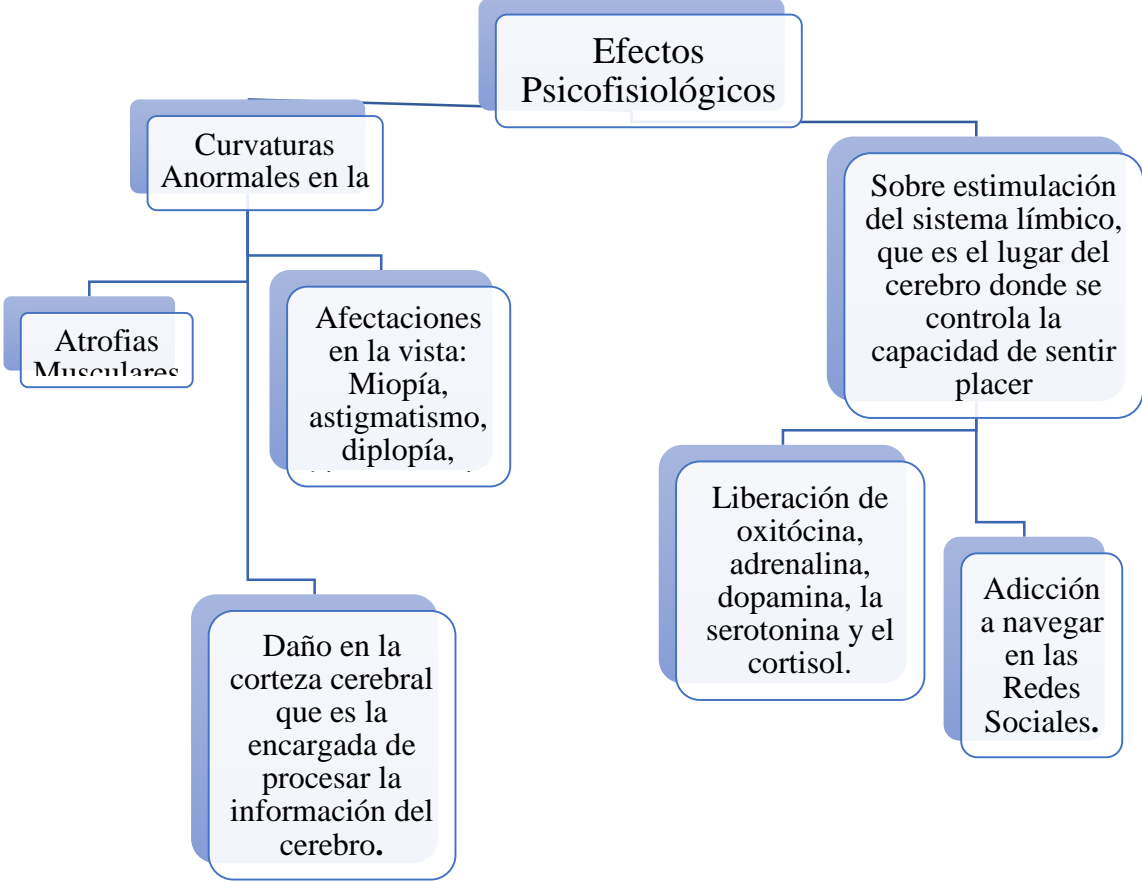 Efectos
Psicofisiológicos
Curvaturas
Anormales en la
Sobre estimulación
del sistema límbico,
que es el lugar del
cerebro donde se
controla la
capacidad de sentir
placer
Atrofias
Musculares
Afectaciones
en la vista:
Miopía,
astigmatismo,
diplopía,
Liberación de
oxitócina,
adrenalina,
dopamina, la
serotonina y el
cortisol.
Adicción
a navegar
en las
Redes
Sociales.
Daño en la
corteza cerebral
que es la
encargada de
procesar la
información del
cerebro.